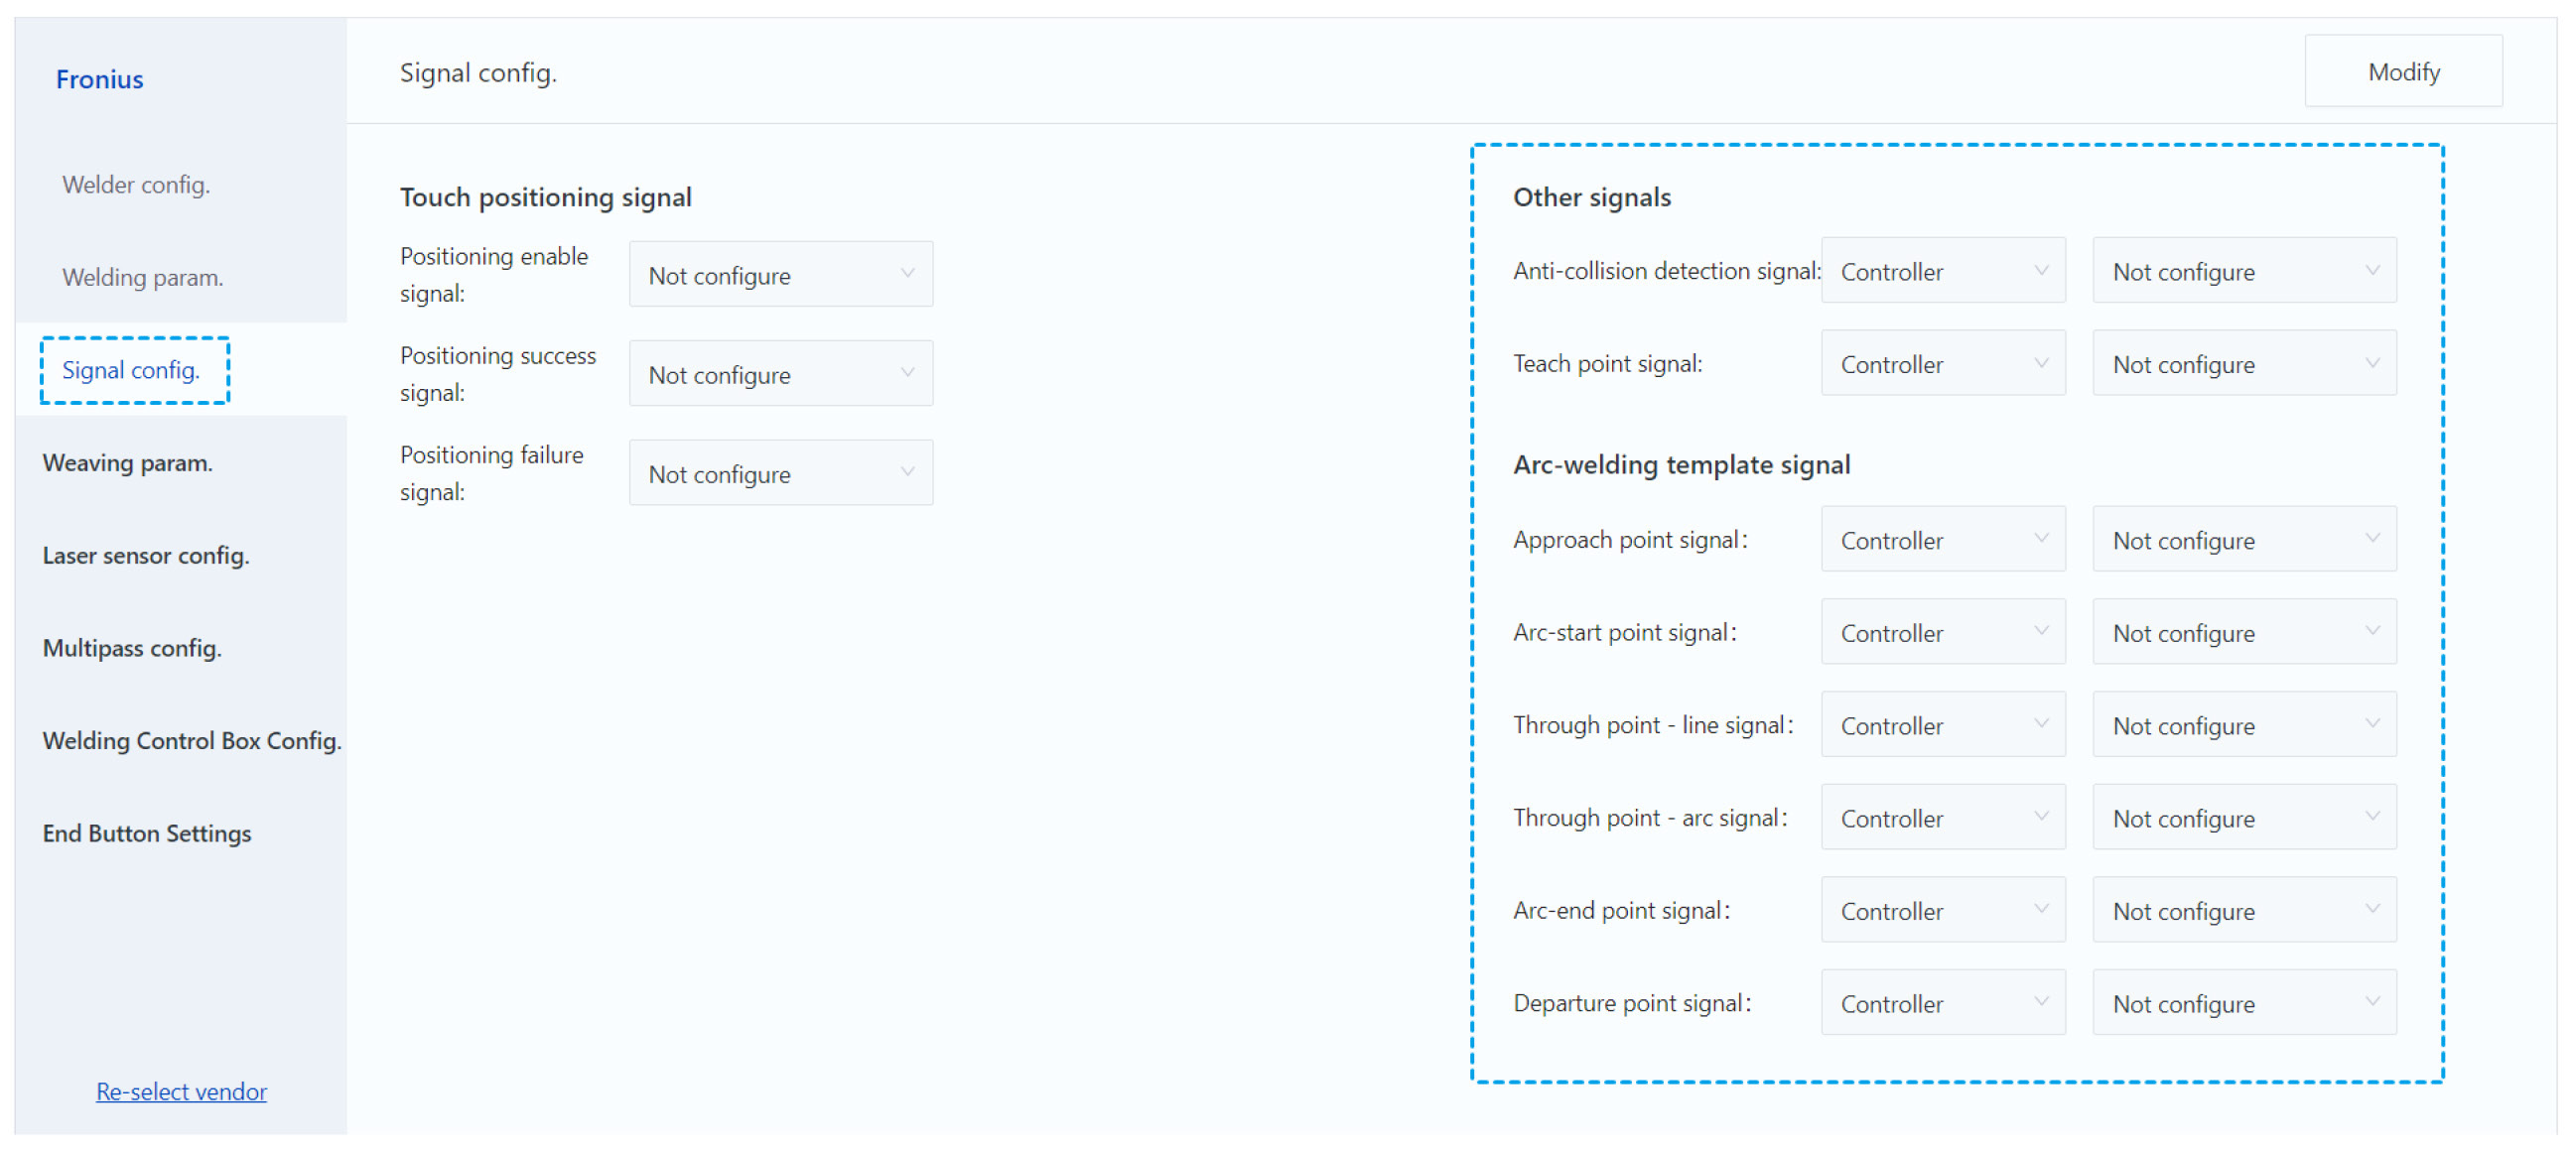 Fronius
Welder config.
Welding param.
Signal config.
Weaving param.
Laser sensor config.
Multipass config.
Welding Control Box Config.
End Button Settings
Re-select vendor
Signal config.
Modify
Touch positioning signal
Positioning enable
signal:
Not configure
Positioning success
signal:
Not configure
Positioning failure
signal:
Not configure
Other signals
Anti-collision detection signal: Controller Not configure
Teach point signal: Controller Not configure
Arc-welding template signal
Approach point signal: Controller Not configure
Arc-start point signal: Controller Not configure
Through point - line signal: Controller Not configure
Through point - arc signal: Controller Not configure
Arc-end point signal: Controller Not configure
Departure point signal: Controller Not configure